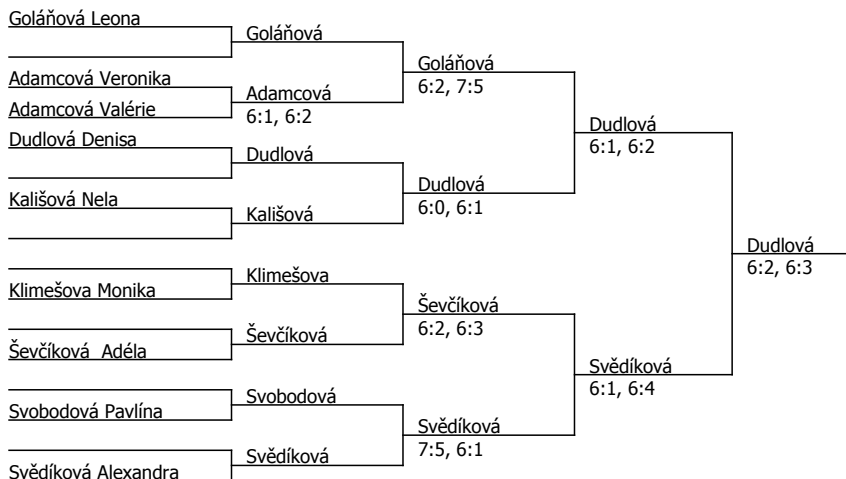 Goláňová Leona
Goláňová
Goláňová
6:2, 7:5
Adamcová Veronika
Adamcová
6:1, 6:2
Adamcová Valérie
Dudlová
6:1, 6:2
Dudlová Denisa
Dudlová
Dudlová
6:0, 6:1
Kališová Nela
Kališová
Dudlová
6:2, 6:3
Klimešova
Klimešova Monika
Ševčíková
6:2, 6:3
Ševčíková
Ševčíková  Adéla
Svědíková
6:1, 6:4
Svobodová
Svobodová Pavlína
Svědíková
7:5, 6:1
Svědíková
Svědíková Alexandra